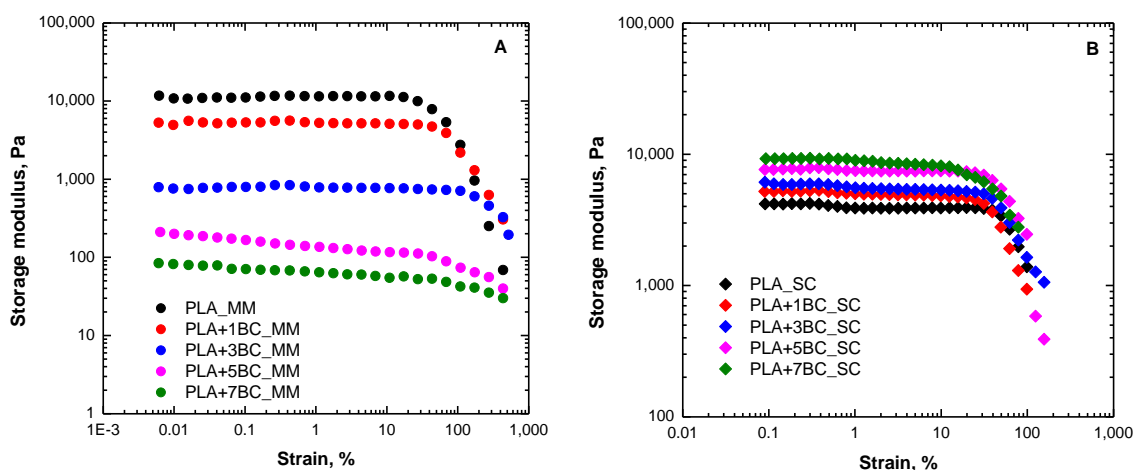 A
Storage modulus, Pa
100,000
10,000
1,000
100
10
1
PLA_MM
PLA+1BC_MM
PLA+3BC_MM
PLA+5BC_MM
PLA+7BC_MM
1E-3 0.01 0.1 1 10 100 1,000
Strain, %
B
Storage modulus, Pa
100,000
10,000
1,000
100
PLA_SC
PLA+1BC_SC
PLA+3BC_SC
PLA+5BC_SC
PLA+7BC_SC
0.01 0.1 1 10 100 1,000
Strain, %